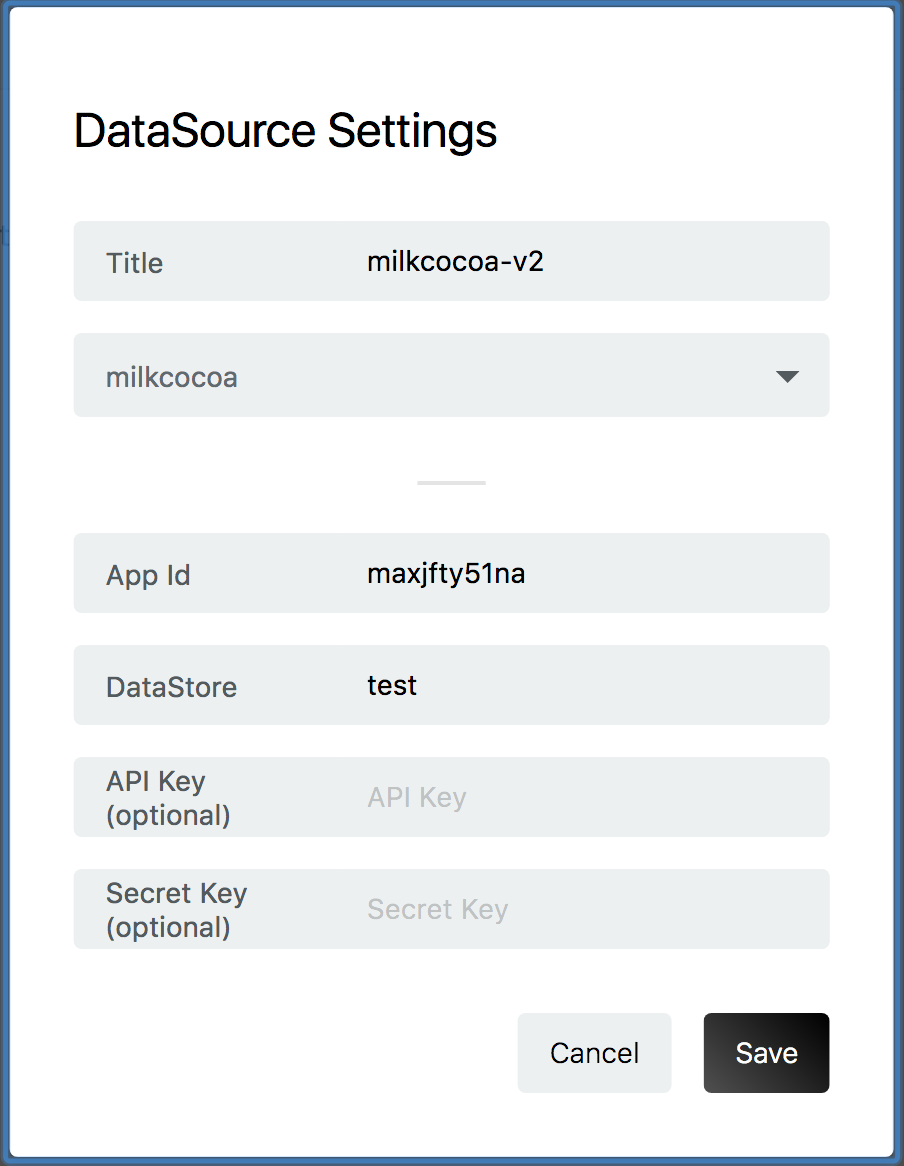 DataSource Settings
Title milkcocoa-v2
milkcocoa
App Id maxjfty51na
DataStore test
API Key
(optional) API Key
Secret Key
(optional) Secret Key
Cancel Save